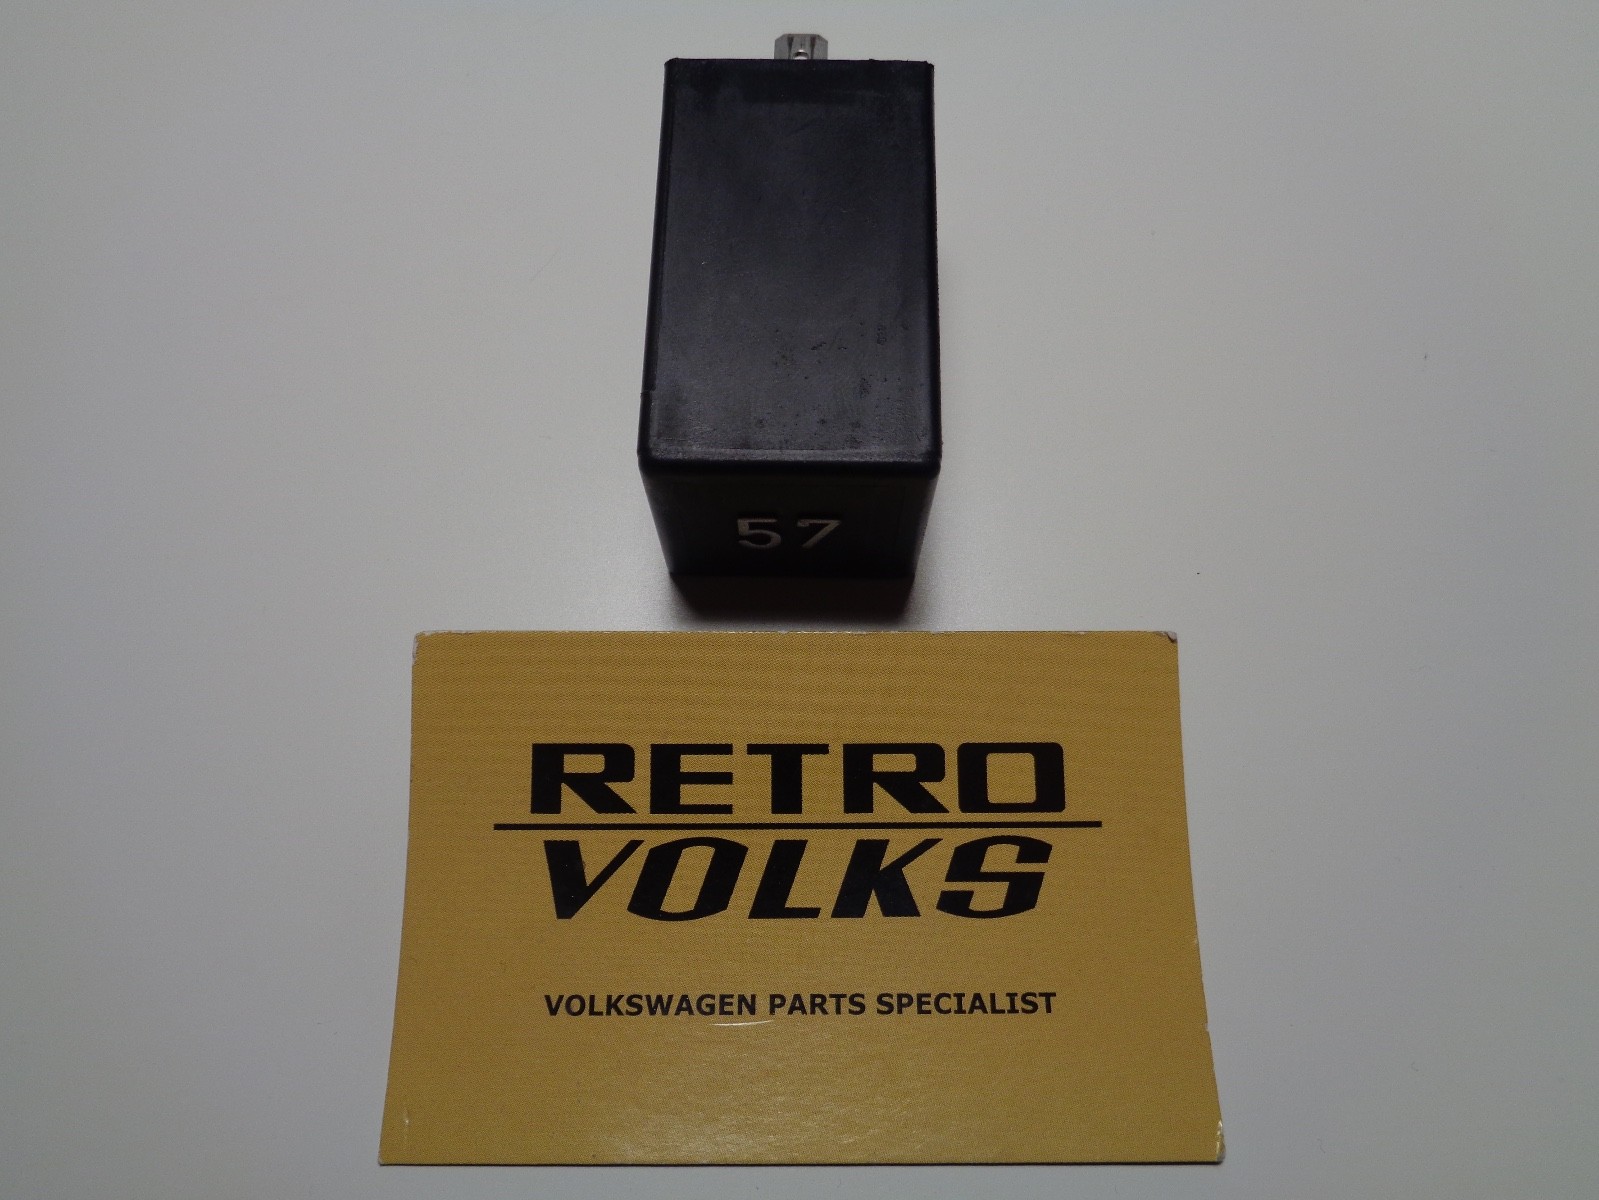 57
RETRO
VOLKS
VOLKSWAGEN PARTS SPECIALIST